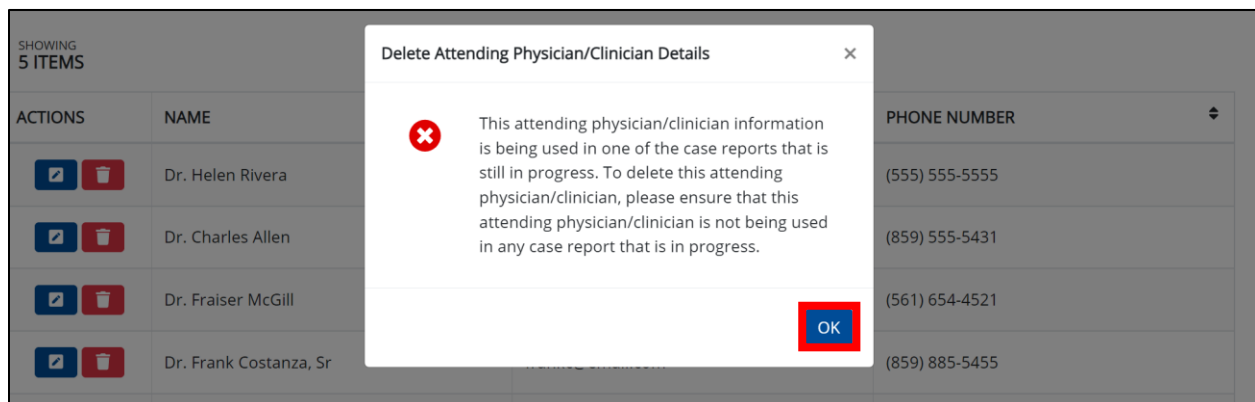 SHOWING
5 ITEMS
Delete Attending Physician/Clinician Details ×
ACTIONS NAME PHONE NUMBER
This attending physician/clinician information
is being used in one of the case reports that is
still in progress. To delete this attending
physician/clinician, please ensure that this
attending physician/clinician is not being used
in any case report that is in progress.
Dr. Helen Rivera (555) 555-5555
Dr. Charles Allen (859) 555-5431
Dr. Fraiser McGill (561) 654-4521
OK
Dr. Frank Costanza, Sr (859) 885-5455